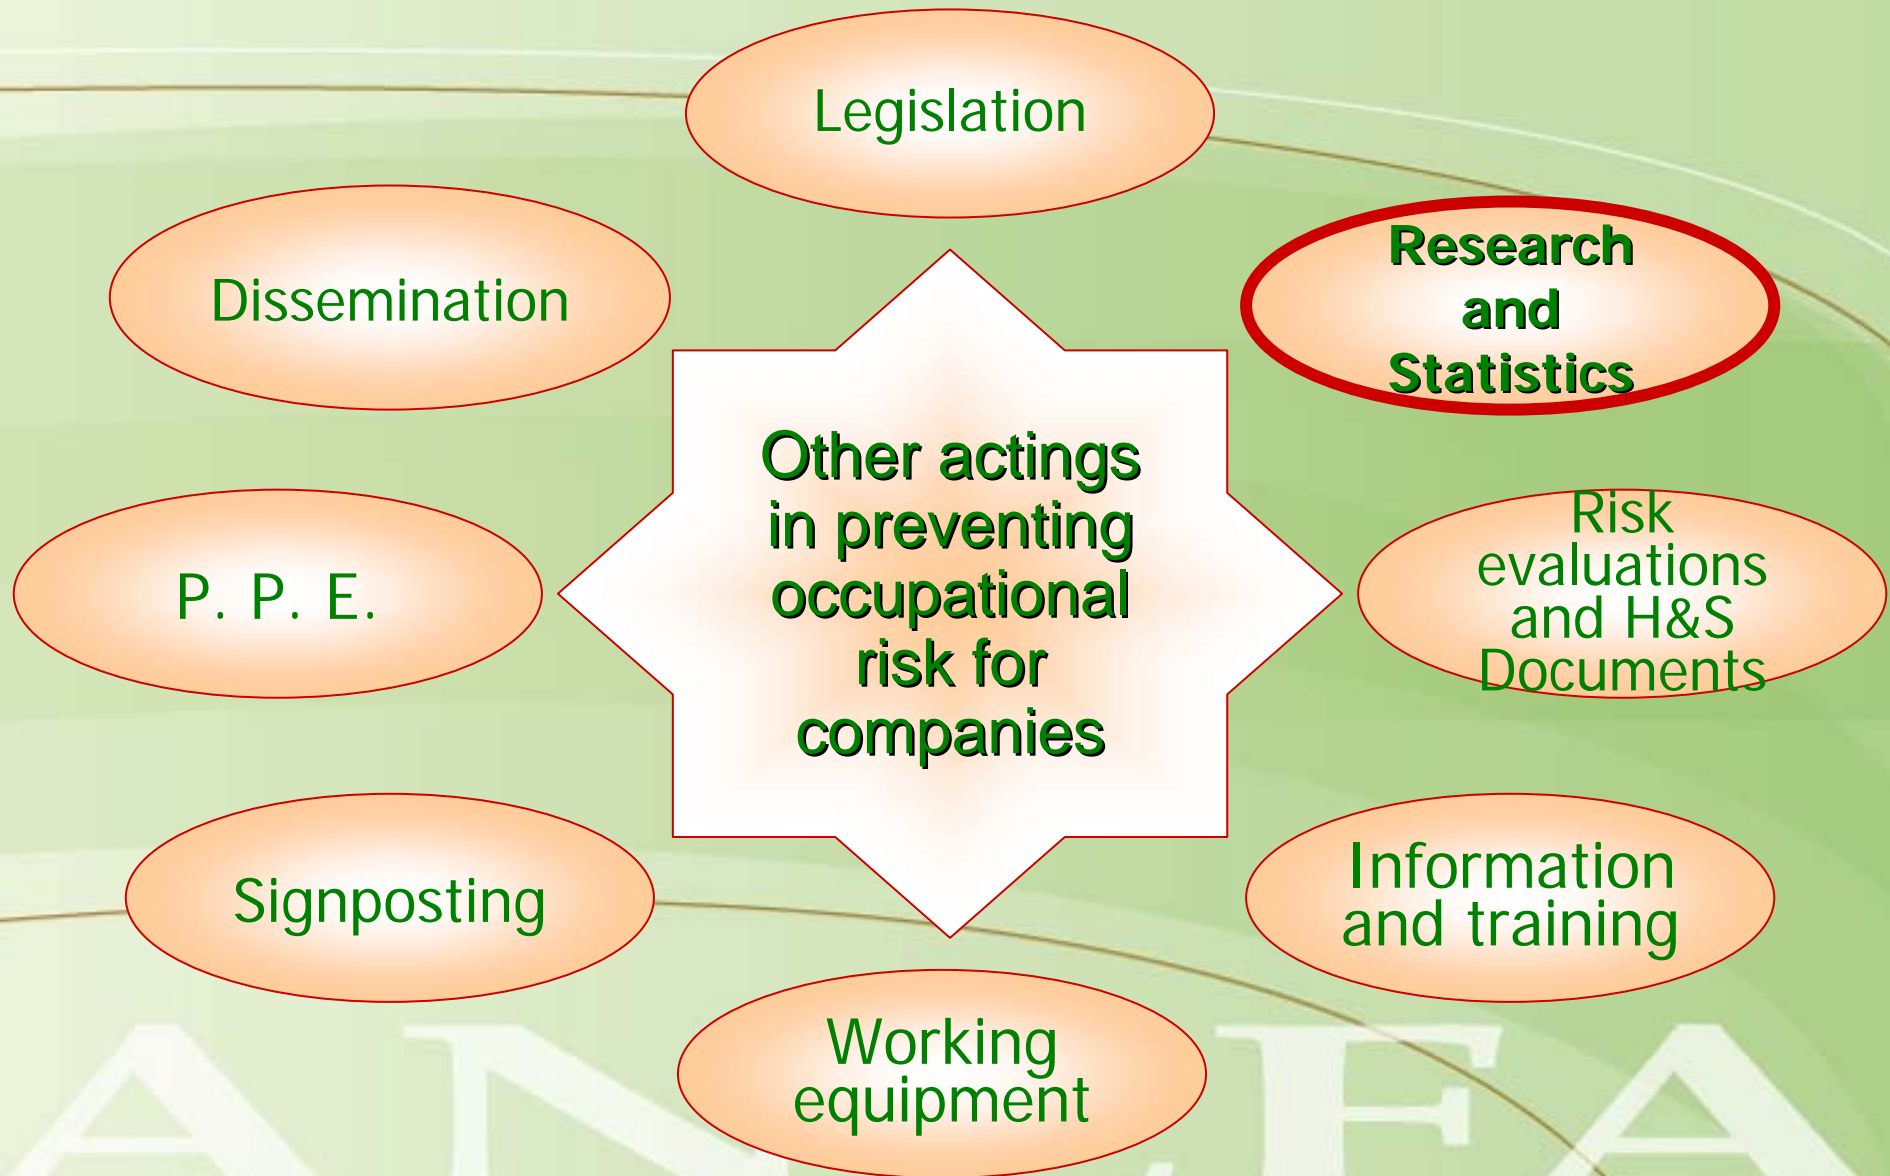 Legislation
Dissemination
Research
and
Statistics
Other actings
in preventing
occupational
risk for
companies
P. P. E.
Risk
evaluations
and H&S
Documents
Signposting
Information
and training
Working
equipment
ANEFA